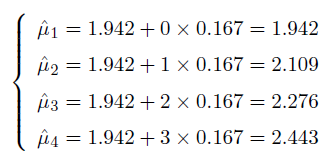 μ̂₁ = 1.942 + 0 × 0.167 = 1.942
μ̂₂ = 1.942 + 1 × 0.167 = 2.109
μ̂₃ = 1.942 + 2 × 0.167 = 2.276
μ̂₄ = 1.942 + 3 × 0.167 = 2.443